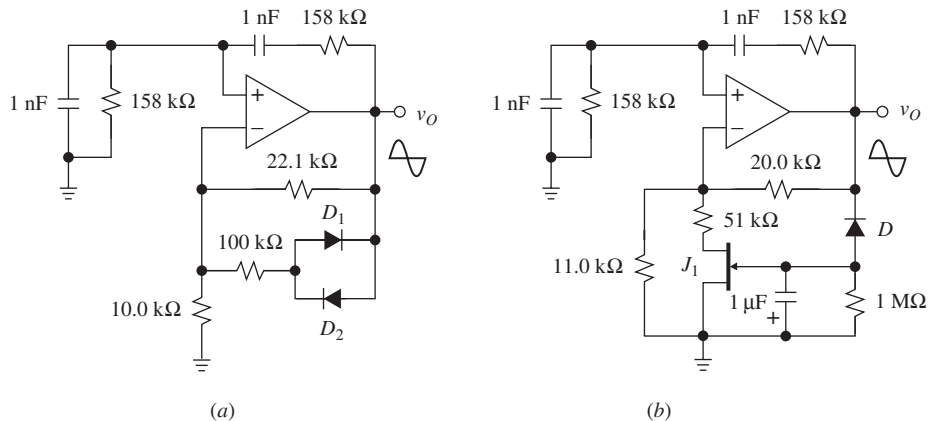 1 nF
158 kΩ
1 nF
158 kΩ
+
−
v_O
22.1 kΩ
D_1
100 kΩ
10.0 kΩ
D_2
(a)
1 nF
158 kΩ
1 nF
158 kΩ
+
−
v_O
20.0 kΩ
51 kΩ
D
11.0 kΩ
J_1
1 μF
+
1 MΩ
(b)